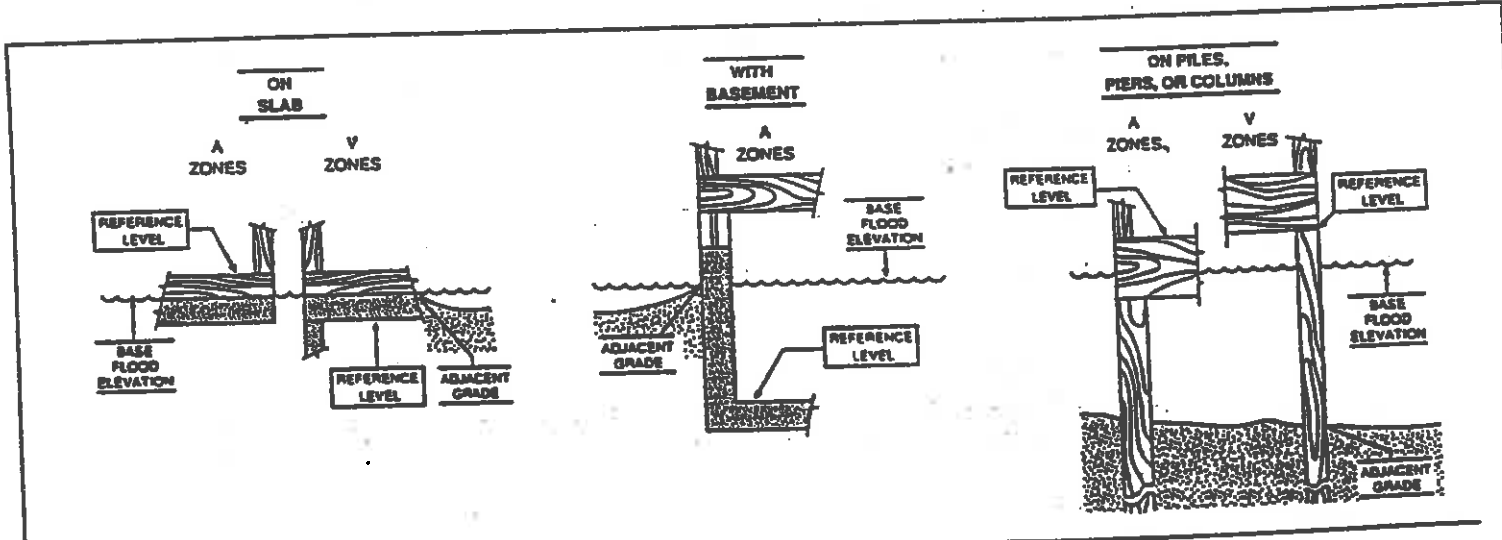 ON
SLAB
A
ZONES
V
ZONES
REFERENCE
LEVEL
BASE
FLOOD
ELEVATION
REFERENCE
LEVEL
ADJACENT
GRADE
WITH
BASEMENT
A
ZONES
BASE
FLOOD
ELEVATION
ADJACENT
GRADE
REFERENCE
LEVEL
ON PILES,
PIERS, OR COLUMNS
A
ZONES,
V
ZONES
REFERENCE
LEVEL
REFERENCE
LEVEL
BASE
FLOOD
ELEVATION
ADJACENT
GRADE